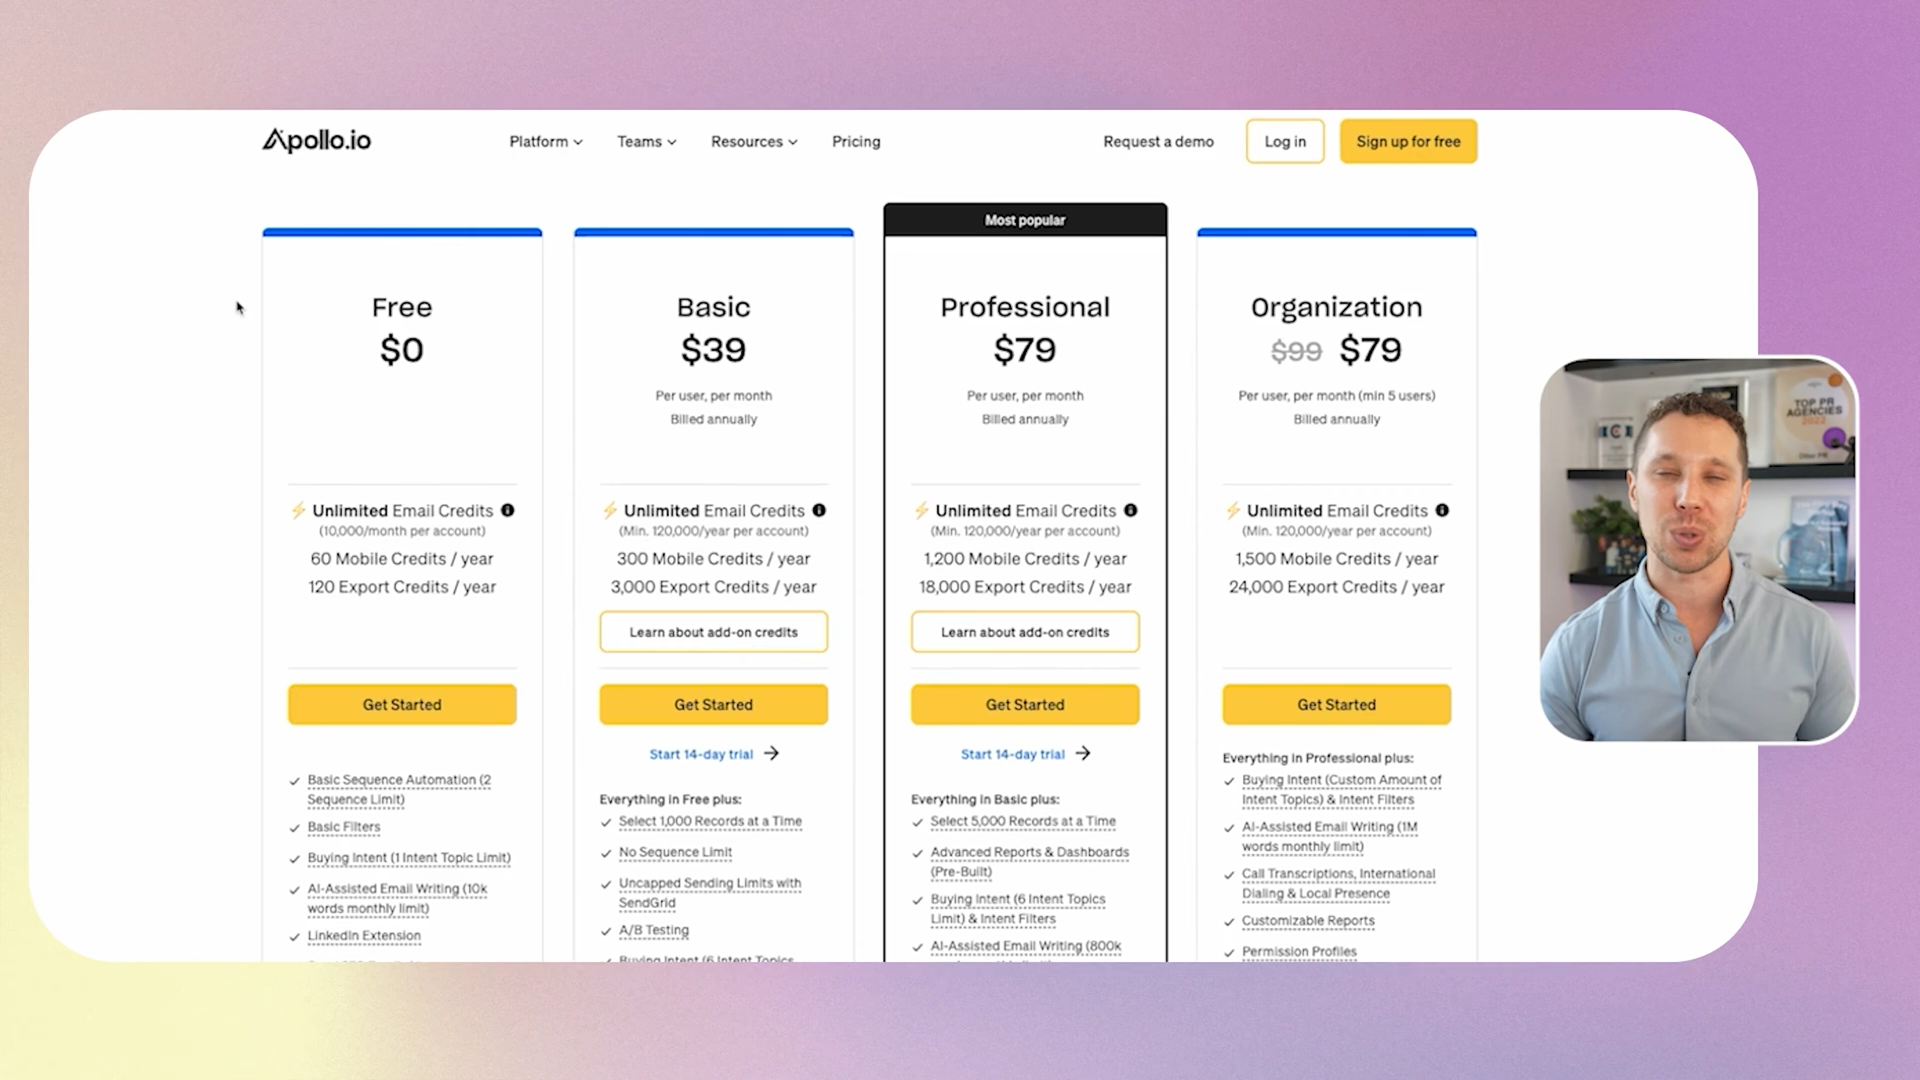 Apollo.io
Platform
Teams
Resources
Pricing
Request a demo
Log in
Sign up for free
Free
$0
Unlimited Email Credits
(10,000/month per account)
60 Mobile Credits / year
120 Export Credits / year
Get Started
Basic Sequence Automation (2
Sequence Limit)
Basic Filters
Buying Intent (1 Intent Topic Limit)
AI-Assisted Email Writing (10k
words monthly limit)
LinkedIn Extension
Basic
$39
Per user, per month
Billed annually
Unlimited Email Credits
(Min. 120,000/year per account)
300 Mobile Credits / year
3,000 Export Credits / year
Learn about add-on credits
Get Started
Start 14-day trial
Everything in Free plus:
Select 1,000 Records at a Time
No Sequence Limit
Uncapped Sending Limits with
SendGrid
A/B Testing
Buying Intent (6 Intent Topics
Most popular
Professional
$79
Per user, per month
Billed annually
Unlimited Email Credits
(Min. 120,000/year per account)
1,200 Mobile Credits / year
18,000 Export Credits / year
Learn about add-on credits
Get Started
Start 14-day trial
Everything in Basic plus:
Select 5,000 Records at a Time
Advanced Reports & Dashboards
(Pre-Built)
Buying Intent (6 Intent Topics
Limit) & Intent Filters
AI-Assisted Email Writing (800k
Organization
$99 $79
Per user, per month (min 5 users)
Billed annually
Unlimited Email Credits
(Min. 120,000/year per account)
1,500 Mobile Credits / year
24,000 Export Credits / year
Get Started
Everything in Professional plus:
Buying Intent (Custom Amount of
Intent Topics) & Intent Filters
AI-Assisted Email Writing (1M
words monthly limit)
Call Transcriptions, International
Dialing & Local Presence
Customizable Reports
Permission Profiles
TOP PR
AGENCIES
2022